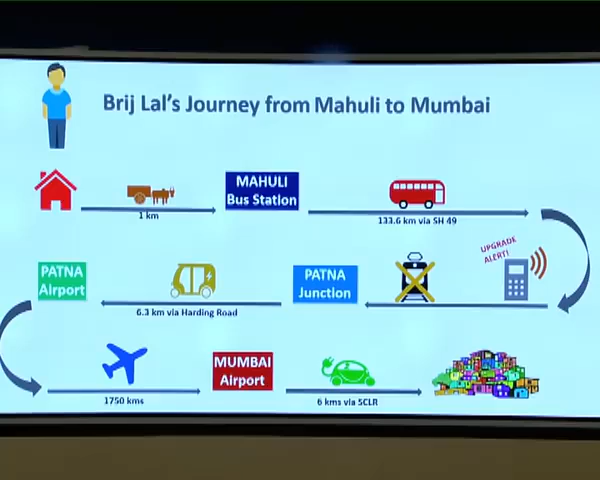 Brij Lal's Journey from Mahuli to Mumbai
MAHULI
Bus Station
1 km
133.6 km via SH 49
UPGRADE
ALERT!
PATNA
Junction
PATNA
Airport
6.3 km via Harding Road
MUMBAI
Airport
1750 kms
6 kms via SCLR